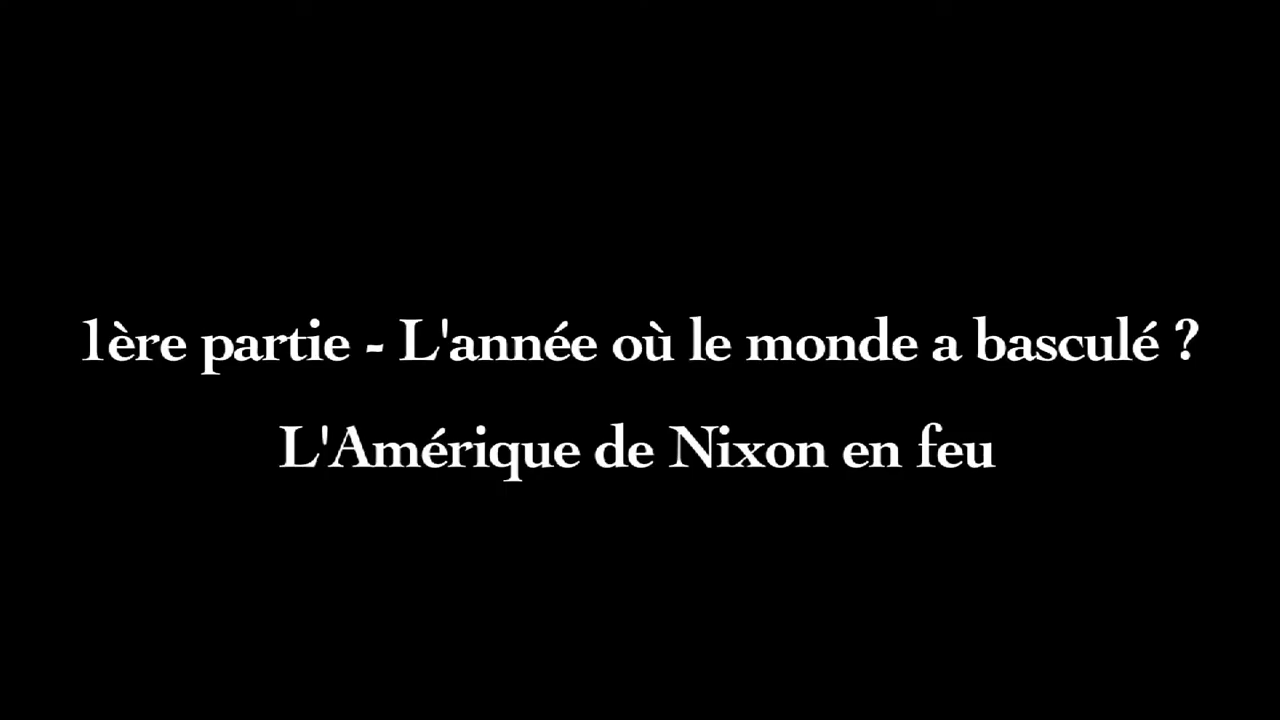 1ère partie - L'année où le monde a basculé ?
L'Amérique de Nixon en feu